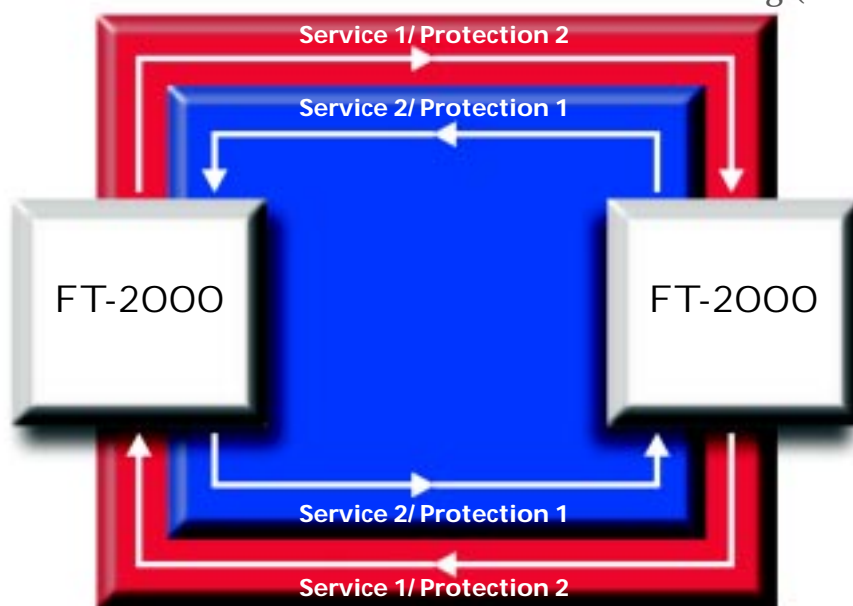 Service 1/Protection 2
Service 2/Protection 1
FT-2000
FT-2000
Service 2/Protection 1
Service 1/Protection 2